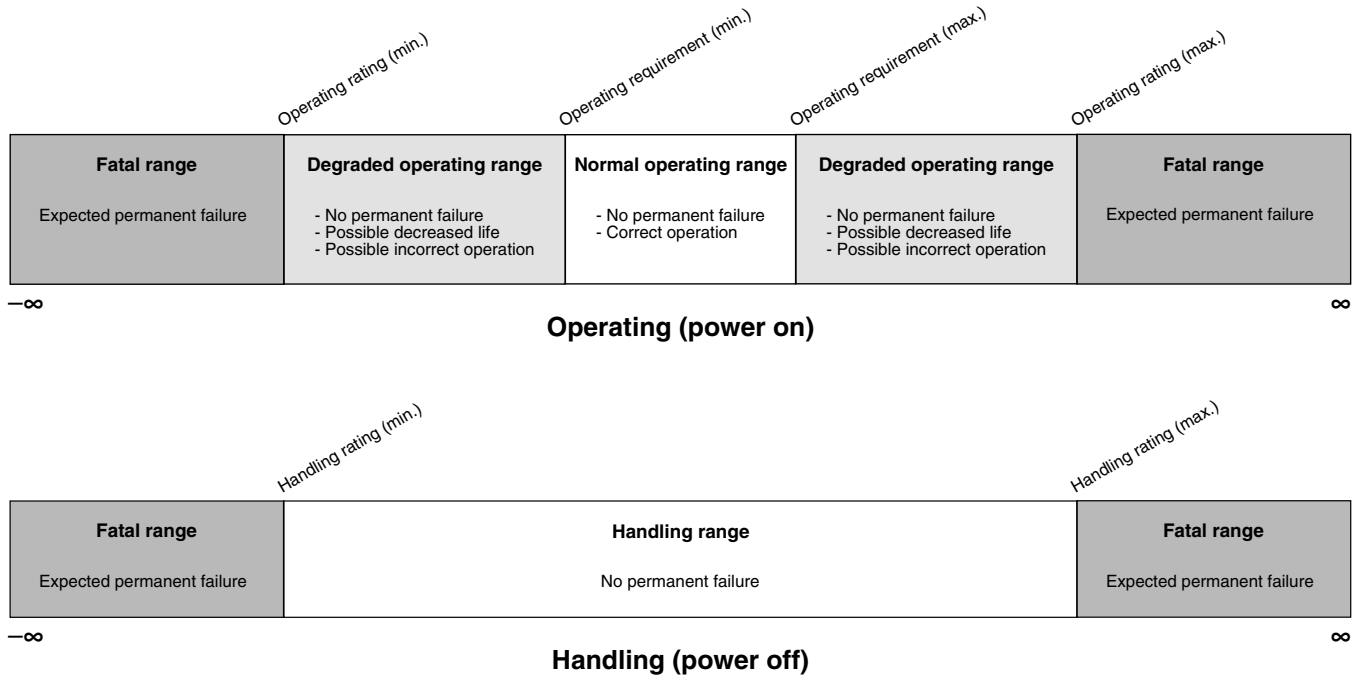 Operating rating (min.)
Operating requirement (min.)
Operating requirement (max.)
Operating rating (max.)
Fatal range
Expected permanent failure
Degraded operating range
- No permanent failure
- Possible decreased life
- Possible incorrect operation
Normal operating range
- No permanent failure
- Correct operation
Degraded operating range
- No permanent failure
- Possible decreased life
- Possible incorrect operation
Fatal range
Expected permanent failure
–∞
∞
Operating (power on)
Handling rating (min.)
Handling rating (max.)
Fatal range
Expected permanent failure
Handling range
No permanent failure
Fatal range
Expected permanent failure
–∞
∞
Handling (power off)